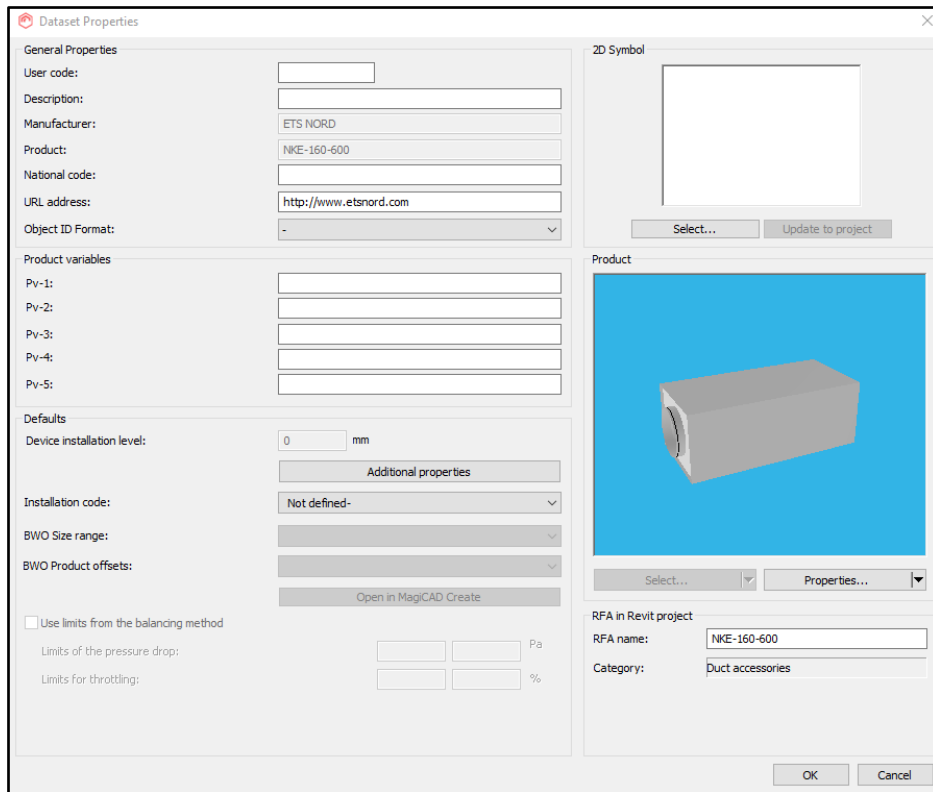 Dataset Properties
General Properties
User code:
Description:
Manufacturer: ETS NORD
Product: NKE-160-600
National code:
URL address: http://www.etsnord.com
Object ID Format: -
Product variables
Pv-1:
Pv-2:
Pv-3:
Pv-4:
Pv-5:
Defaults
Device installation level: 0 mm
Additional properties
Installation code: Not defined-
BWO Size range:
BWO Product offsets:
Open in MagiCAD Create
Use limits from the balancing method
Limits of the pressure drop: Pa
Limits for throttling: %
2D Symbol
Select... Update to project
Product
Select... Properties...
RFA in Revit project
RFA name: NKE-160-600
Category: Duct accessories
OK Cancel